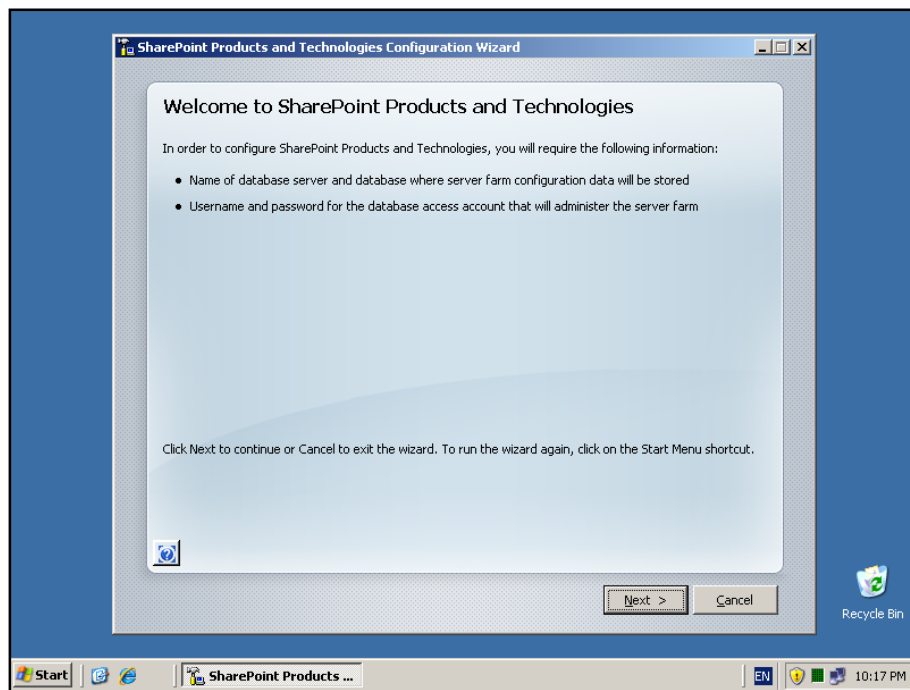 SharePoint Products and Technologies Configuration Wizard
Welcome to SharePoint Products and Technologies
In order to configure SharePoint Products and Technologies, you will require the following information:
• Name of database server and database where server farm configuration data will be stored
• Username and password for the database access account that will administer the server farm
Click Next to continue or Cancel to exit the wizard. To run the wizard again, click on the Start Menu shortcut.
Next >
Cancel
Recycle Bin
Start
SharePoint Products ...
EN
10:17 PM